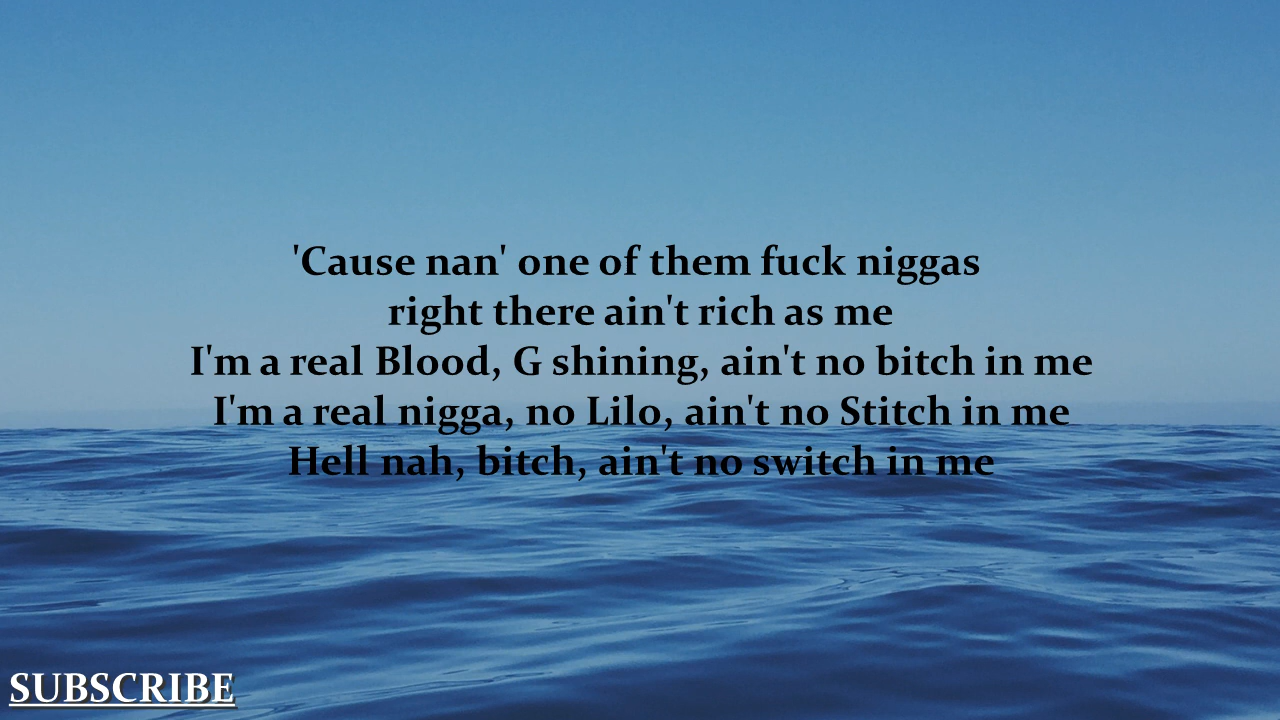 'Cause nan' one of them fuck niggas
right there ain't rich as me
I'm a real Blood, G shining, ain't no bitch in me
I'm a real nigga, no Lilo, ain't no Stitch in me
Hell nah, bitch, ain't no switch in me
SUBSCRIBE